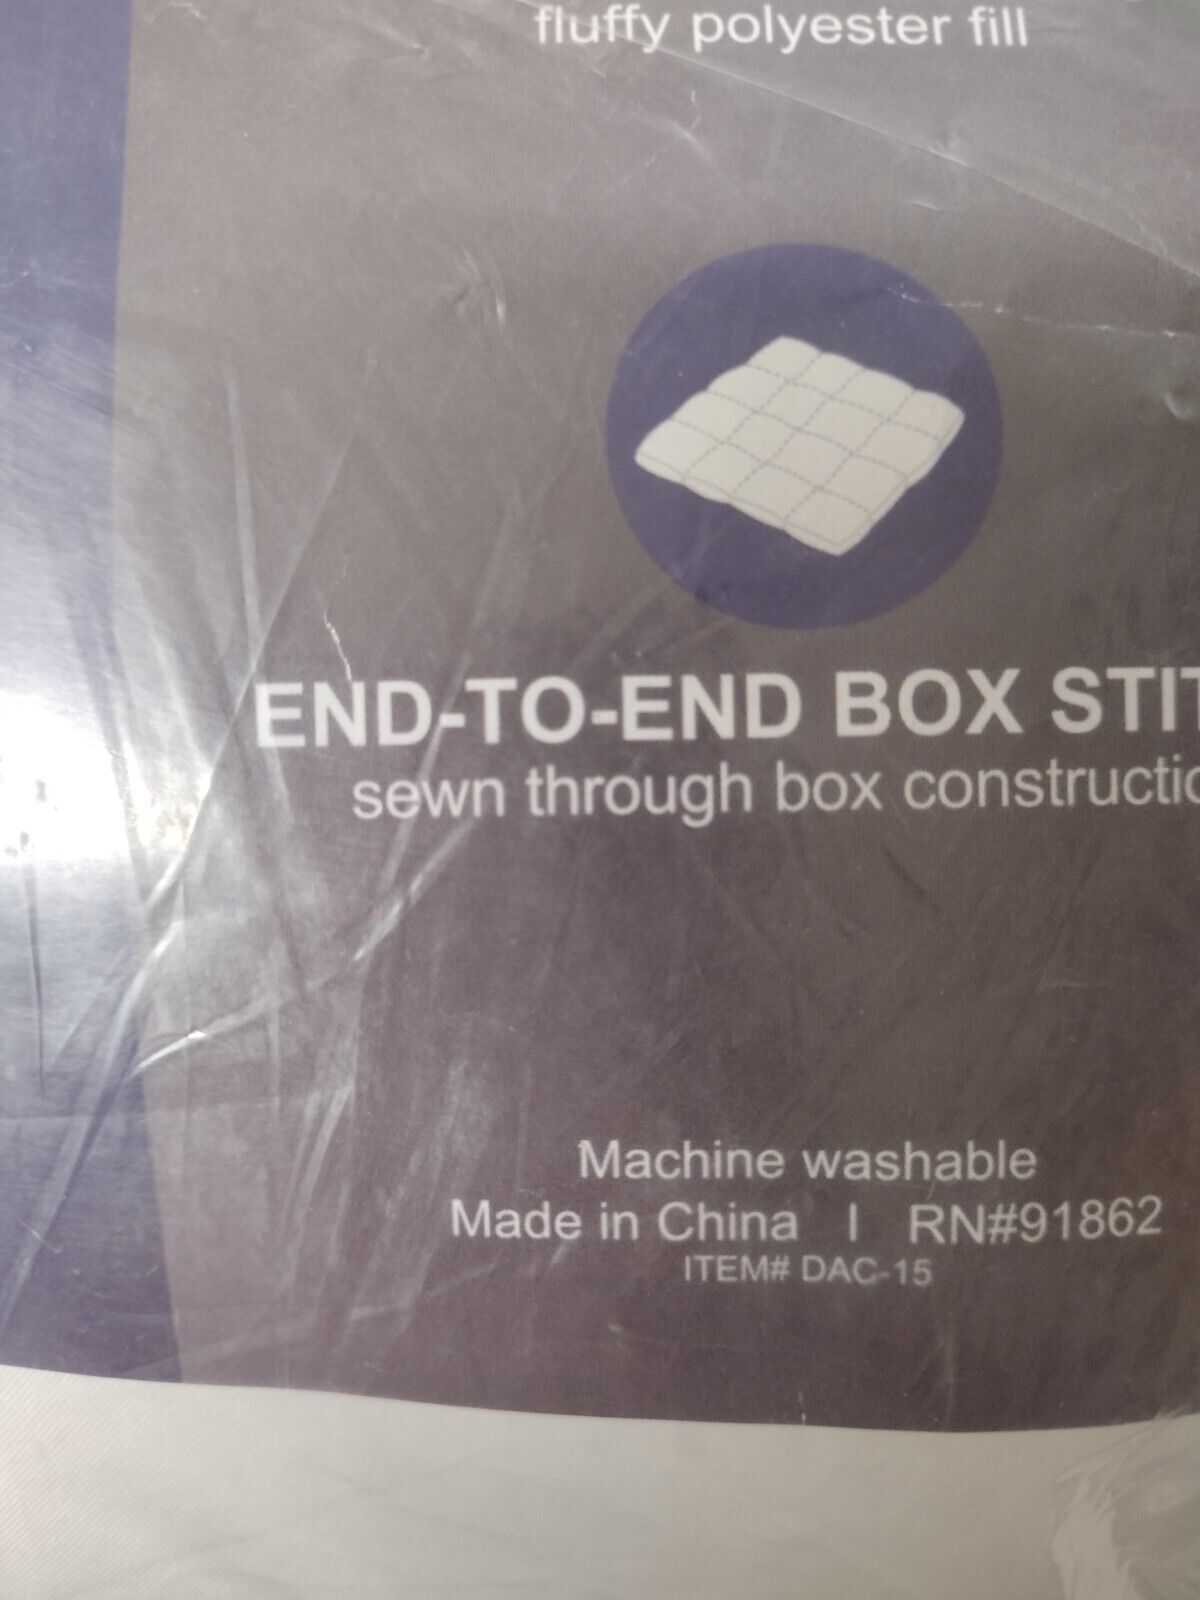 fluffy polyester fill
END-TO-END BOX STIT
sewn through box constructio
Machine washable
Made in China | RN#91862
ITEM# DAC-15